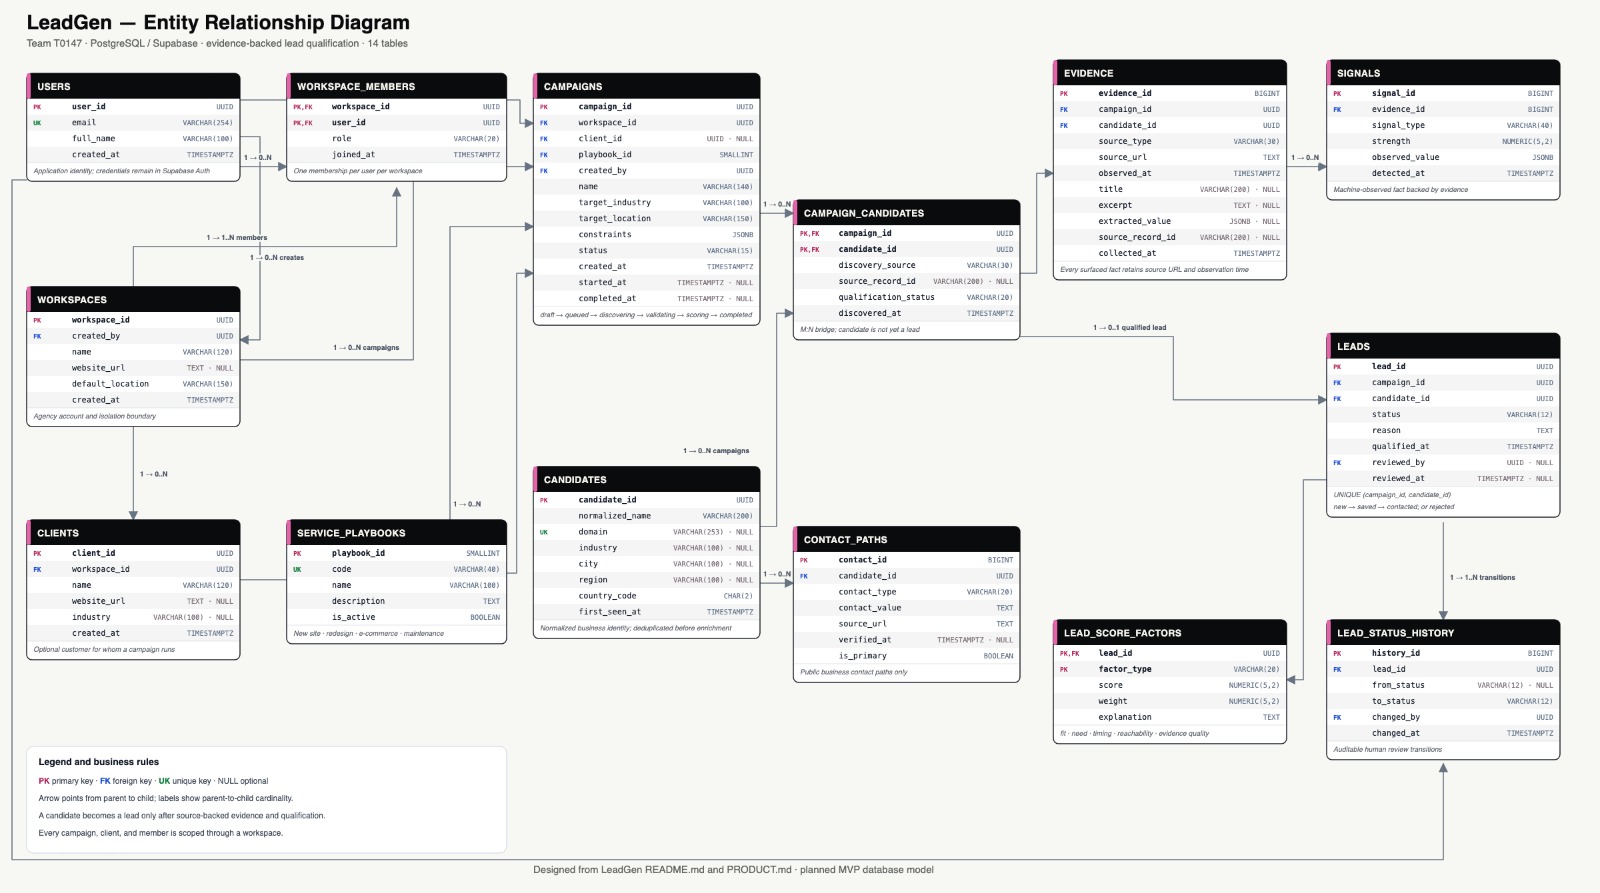 LeadGen — Entity Relationship Diagram
Team T0147 · PostgreSQL / Supabase · evidence-backed lead qualification · 14 tables
USERS
PK user_id UUID
UK email VARCHAR(254)
full_name VARCHAR(100)
created_at TIMESTAMPTZ
Application identity; credentials remain in Supabase Auth
1 → 0..N
WORKSPACE_MEMBERS
PK,FK workspace_id UUID
PK,FK user_id UUID
role VARCHAR(20)
joined_at TIMESTAMPTZ
One membership per user per workspace
1 → 1..N members
1 → 0..N creates
CAMPAIGNS
PK campaign_id UUID
FK workspace_id UUID
FK client_id UUID · NULL
FK playbook_id SMALLINT
FK created_by UUID
name VARCHAR(140)
target_industry VARCHAR(100)
target_location VARCHAR(150)
constraints JSONB
status VARCHAR(15)
created_at TIMESTAMPTZ
started_at TIMESTAMPTZ · NULL
completed_at TIMESTAMPTZ · NULL
draft → queued → discovering → validating → scoring → completed
1 → 0..N
CAMPAIGN_CANDIDATES
PK,FK campaign_id UUID
PK,FK candidate_id UUID
discovery_source VARCHAR(30)
source_record_id VARCHAR(200) · NULL
qualification_status VARCHAR(20)
discovered_at TIMESTAMPTZ
M:N bridge; candidate is not yet a lead
EVIDENCE
PK evidence_id BIGINT
FK campaign_id UUID
FK candidate_id UUID
source_type VARCHAR(30)
source_url TEXT
observed_at TIMESTAMPTZ
title VARCHAR(200) · NULL
excerpt TEXT · NULL
extracted_value JSONB · NULL
source_record_id VARCHAR(200) · NULL
collected_at TIMESTAMPTZ
Every surfaced fact retains source URL and observation time
1 → 0..N
SIGNALS
PK signal_id BIGINT
FK evidence_id BIGINT
signal_type VARCHAR(40)
strength NUMERIC(5,2)
observed_value JSONB
detected_at TIMESTAMPTZ
Machine-observed fact backed by evidence
WORKSPACES
PK workspace_id UUID
FK created_by UUID
name VARCHAR(120)
website_url TEXT · NULL
default_location VARCHAR(150)
created_at TIMESTAMPTZ
Agency account and isolation boundary
1 → 0..N campaigns
1 → 0..1 qualified lead
LEADS
PK lead_id UUID
FK campaign_id UUID
FK candidate_id UUID
status VARCHAR(12)
reason TEXT
qualified_at TIMESTAMPTZ
FK reviewed_by UUID · NULL
reviewed_at TIMESTAMPTZ · NULL
UNIQUE (campaign_id, candidate_id)
new → saved → contacted; or rejected
1 → 0..N
1 → 0..N
1 → 0..N campaigns
CLIENTS
PK client_id UUID
FK workspace_id UUID
name VARCHAR(120)
website_url TEXT · NULL
industry VARCHAR(100) · NULL
created_at TIMESTAMPTZ
Optional customer for whom a campaign runs
SERVICE_PLAYBOOKS
PK playbook_id SMALLINT
UK code VARCHAR(40)
name VARCHAR(100)
description TEXT
is_active BOOLEAN
New site · redesign · e-commerce · maintenance
CANDIDATES
PK candidate_id UUID
normalized_name VARCHAR(200)
UK domain VARCHAR(253) · NULL
industry VARCHAR(100) · NULL
city VARCHAR(100) · NULL
region VARCHAR(100) · NULL
country_code CHAR(2)
first_seen_at TIMESTAMPTZ
Normalized business identity; deduplicated before enrichment
1 → 0..N
CONTACT_PATHS
PK contact_id BIGINT
FK candidate_id UUID
contact_type VARCHAR(20)
contact_value TEXT
source_url TEXT
verified_at TIMESTAMPTZ · NULL
is_primary BOOLEAN
Public business contact paths only
1 → 1..N transitions
LEAD_SCORE_FACTORS
PK,FK lead_id UUID
PK factor_type VARCHAR(20)
score NUMERIC(5,2)
weight NUMERIC(5,2)
explanation TEXT
fit · need · timing · reachability · evidence quality
LEAD_STATUS_HISTORY
PK history_id BIGINT
FK lead_id UUID
from_status VARCHAR(12) · NULL
to_status VARCHAR(12)
FK changed_by UUID
changed_at TIMESTAMPTZ
Auditable human review transitions
Legend and business rules
PK primary key · FK foreign key · UK unique key · NULL optional
Arrow points from parent to child; labels show parent-to-child cardinality.
A candidate becomes a lead only after source-backed evidence and qualification.
Every campaign, client, and member is scoped through a workspace.
Designed from LeadGen README.md and PRODUCT.md · planned MVP database model